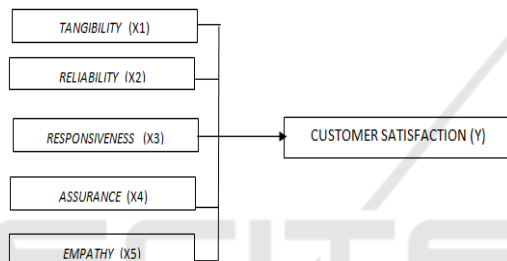 TANGIBILITY (X1)
RELIABILITY (X2)
RESPONSIVENESS (X3)
CUSTOMER SATISFACTION (Y)
ASSURANCE (X4)
EMPATHY (X5)